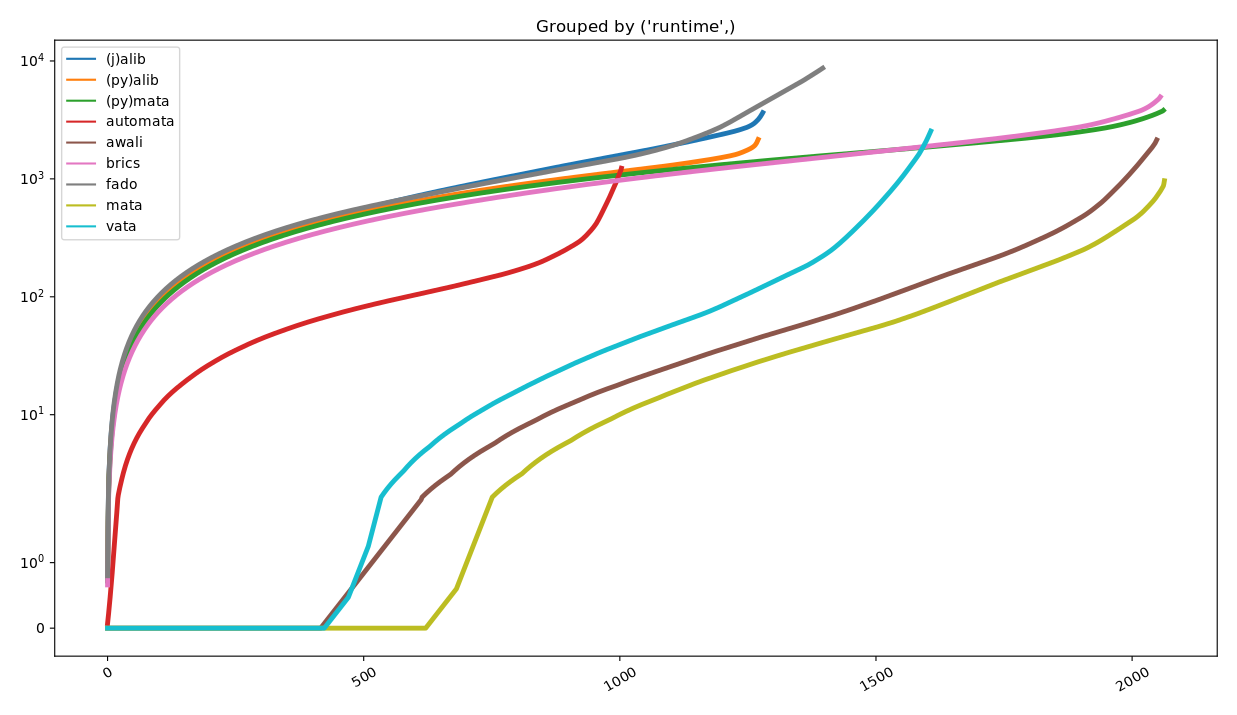 Grouped by ('runtime',)
10^4
10^3
10^2
10^1
10^0
0
(j)alib
(py)alib
(py)mata
automata
awali
brics
fado
mata
vata
0
500
1000
1500
2000